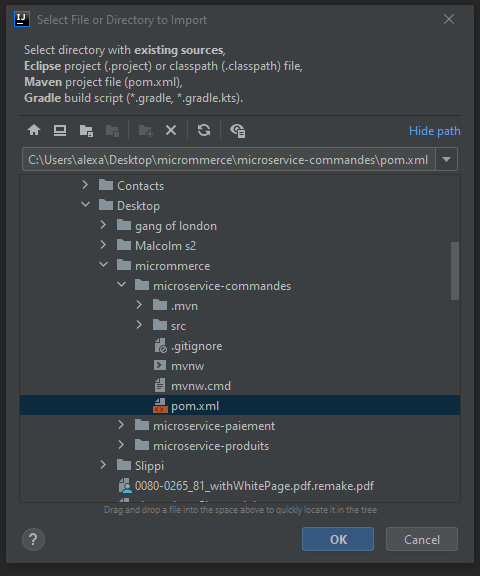 Select File or Directory to Import
Select directory with existing sources,
Eclipse project (.project) or classpath (.classpath) file,
Maven project file (pom.xml),
Gradle build script (*.gradle, *.gradle.kts).
Hide path
C:\Users\alexa\Desktop\micrommerce\microservice-commandes\pom.xml
Contacts
Desktop
gang of london
Malcolm s2
micrommerce
microservice-commandes
.mvn
src
.gitignore
mvnw
mvnw.cmd
pom.xml
microservice-paiement
microservice-produits
Slippi
0080-0265_81_withWhitePage.pdf.remake.pdf
Drag and drop a file into the space above to quickly locate it in the tree
? OK Cancel